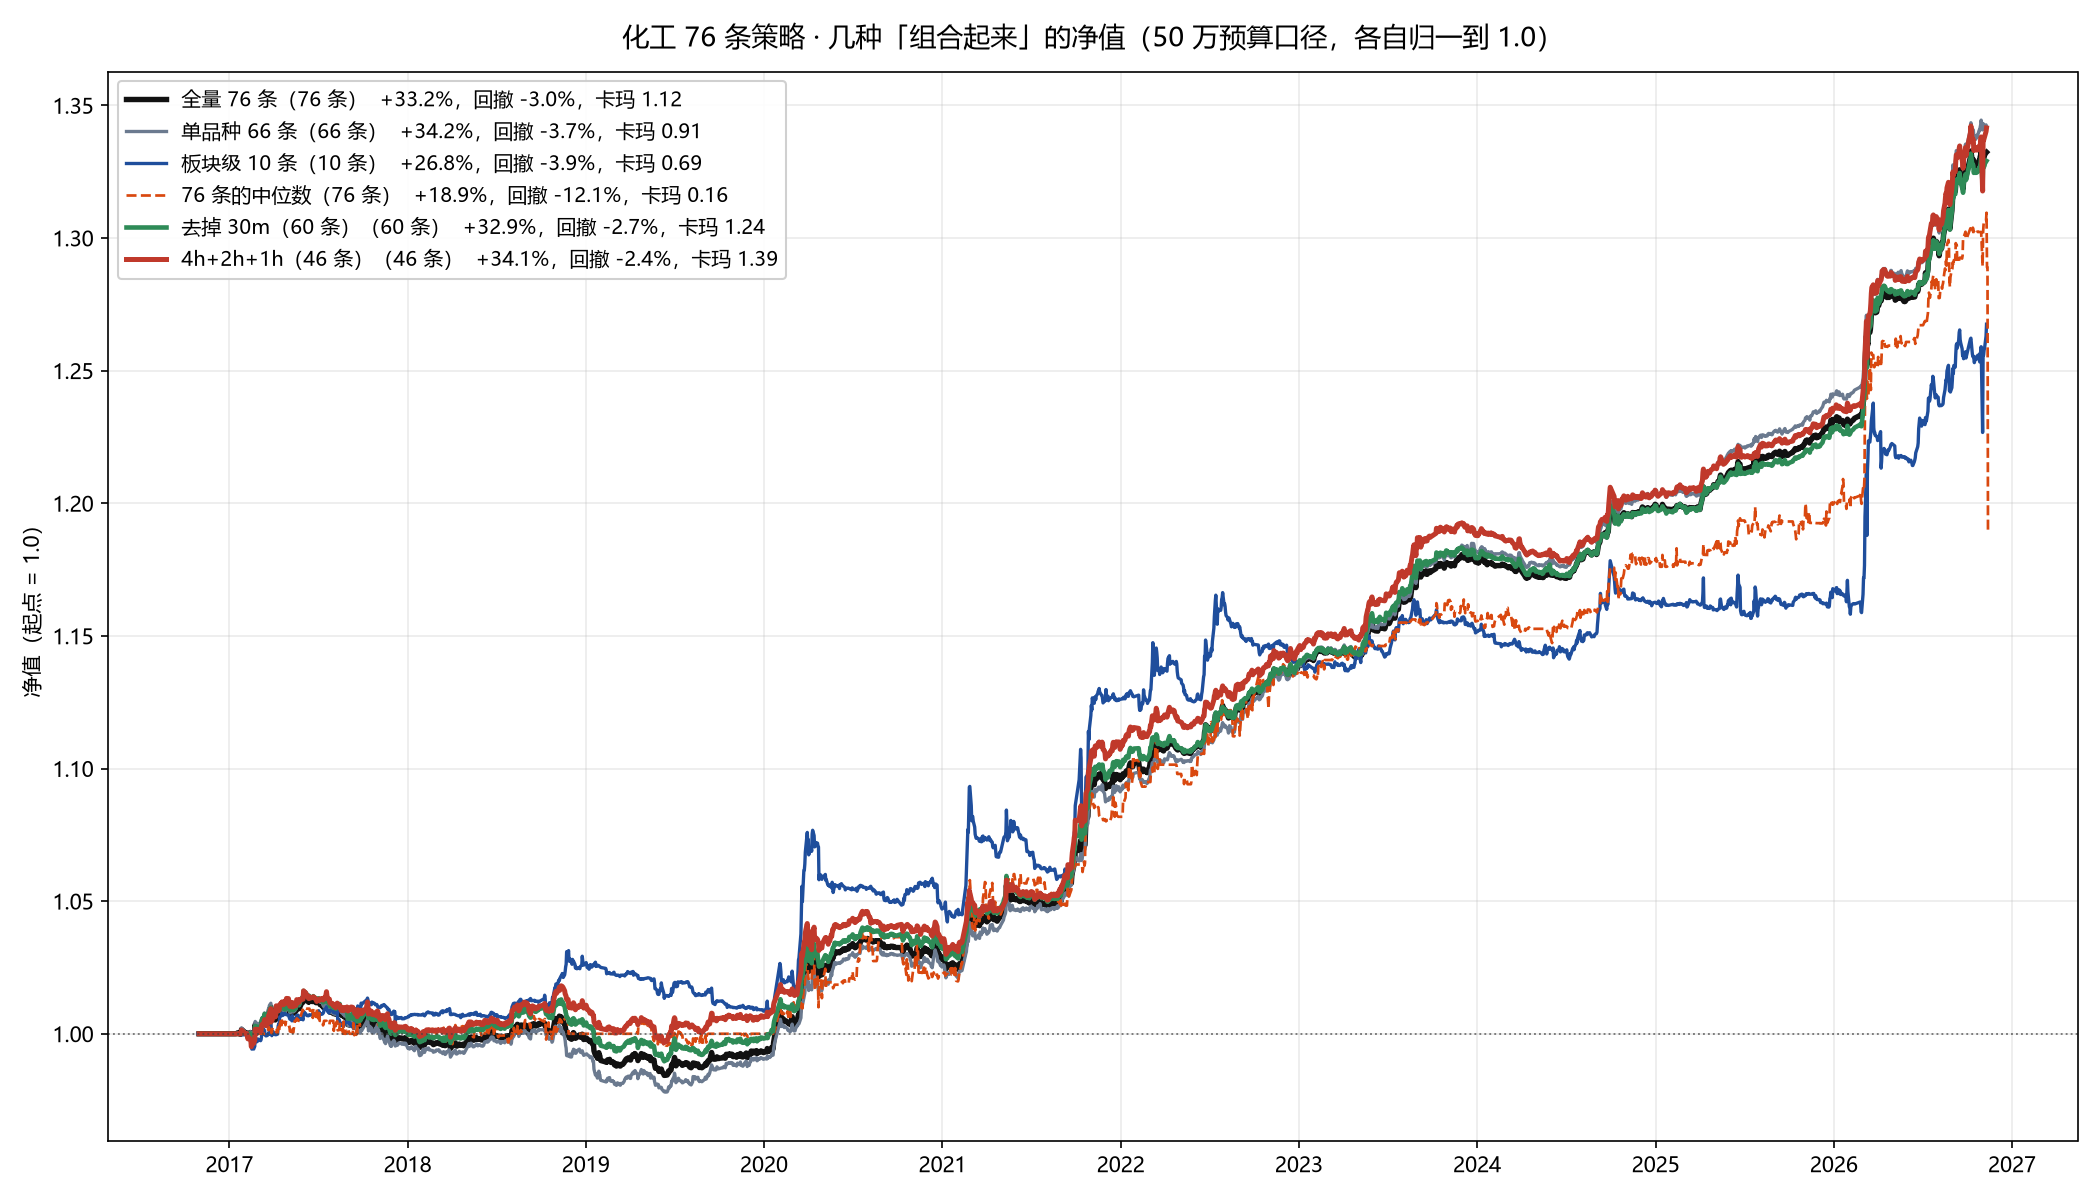 化工 76 条策略 · 几种「组合起来」的净值（50 万预算口径，各自归一到 1.0）
全量 76 条（76 条） +33.2%，回撤 -3.0%，卡玛 1.12
单品种 66 条（66 条） +34.2%，回撤 -3.7%，卡玛 0.91
板块级 10 条（10 条） +26.8%，回撤 -3.9%，卡玛 0.69
76 条的中位数（76 条） +18.9%，回撤 -12.1%，卡玛 0.16
去掉 30m（60 条）（60 条） +32.9%，回撤 -2.7%，卡玛 1.24
4h+2h+1h（46 条）（46 条） +34.1%，回撤 -2.4%，卡玛 1.39
净值（起点 = 1.0）
1.35
1.30
1.25
1.20
1.15
1.10
1.05
1.00
2017
2018
2019
2020
2021
2022
2023
2024
2025
2026
2027